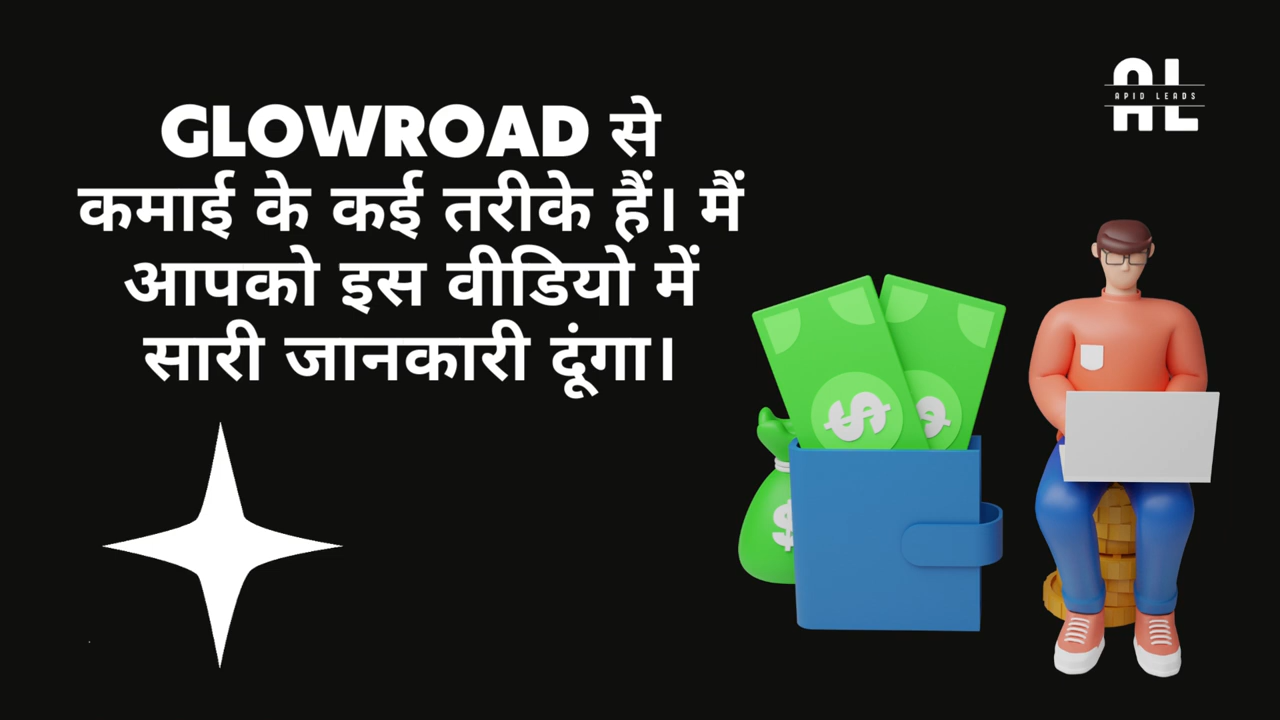 GLOWROAD से
कमाई के कई तरीके हैं। मैं
आपको इस वीडियो में
सारी जानकारी दूंगा।
AL
APID LEADS
$
$
$